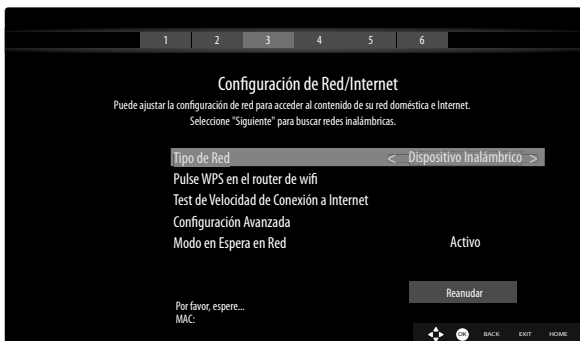 1 2 3 4 5 6
Configuración de Red/Internet
Puede ajustar la configuración de red para acceder al contenido de su red doméstica e Internet.
Seleccione "Siguiente" para buscar redes inalámbricas.
Tipo de Red < Dispositivo Inalámbrico >
Pulse WPS en el router de wifi
Test de Velocidad de Conexión a Internet
Configuración Avanzada
Modo en Espera en Red Activo
Reanudar
Por favor, espere...
MAC:
OK BACK EXIT HOME